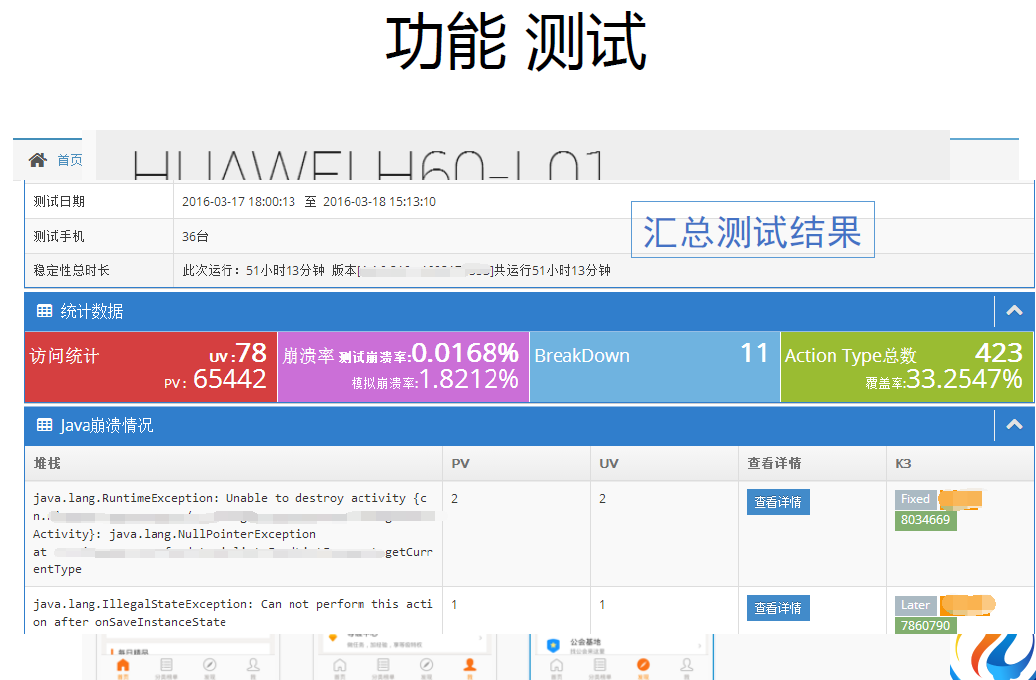 功能 测试
首页
HUAWEI H60-L01
测试日期 2016-03-17 18:00:13 至 2016-03-18 15:13:10
汇总测试结果
测试手机 36台
稳定性总时长 此次运行：51小时13分钟 版本[ ]共运行51小时13分钟
统计数据
访问统计 UV :78
PV: 65442
崩溃率 测试崩溃率:0.0168%
模拟崩溃率:1.8212%
BreakDown 11
Action Type总数 423
覆盖率:33.2547%
Java崩溃情况
堆栈 PV UV 查看详情 K3
java.lang.RuntimeException: Unable to destroy activity {c
n.
Activity}: java.lang.NullPointerException
at getCurr
entType
2 2 查看详情 Fixed
8034669
java.lang.IllegalStateException: Can not perform this acti
on after onSaveInstanceState
1 1 查看详情 Later
7860790
公会基地